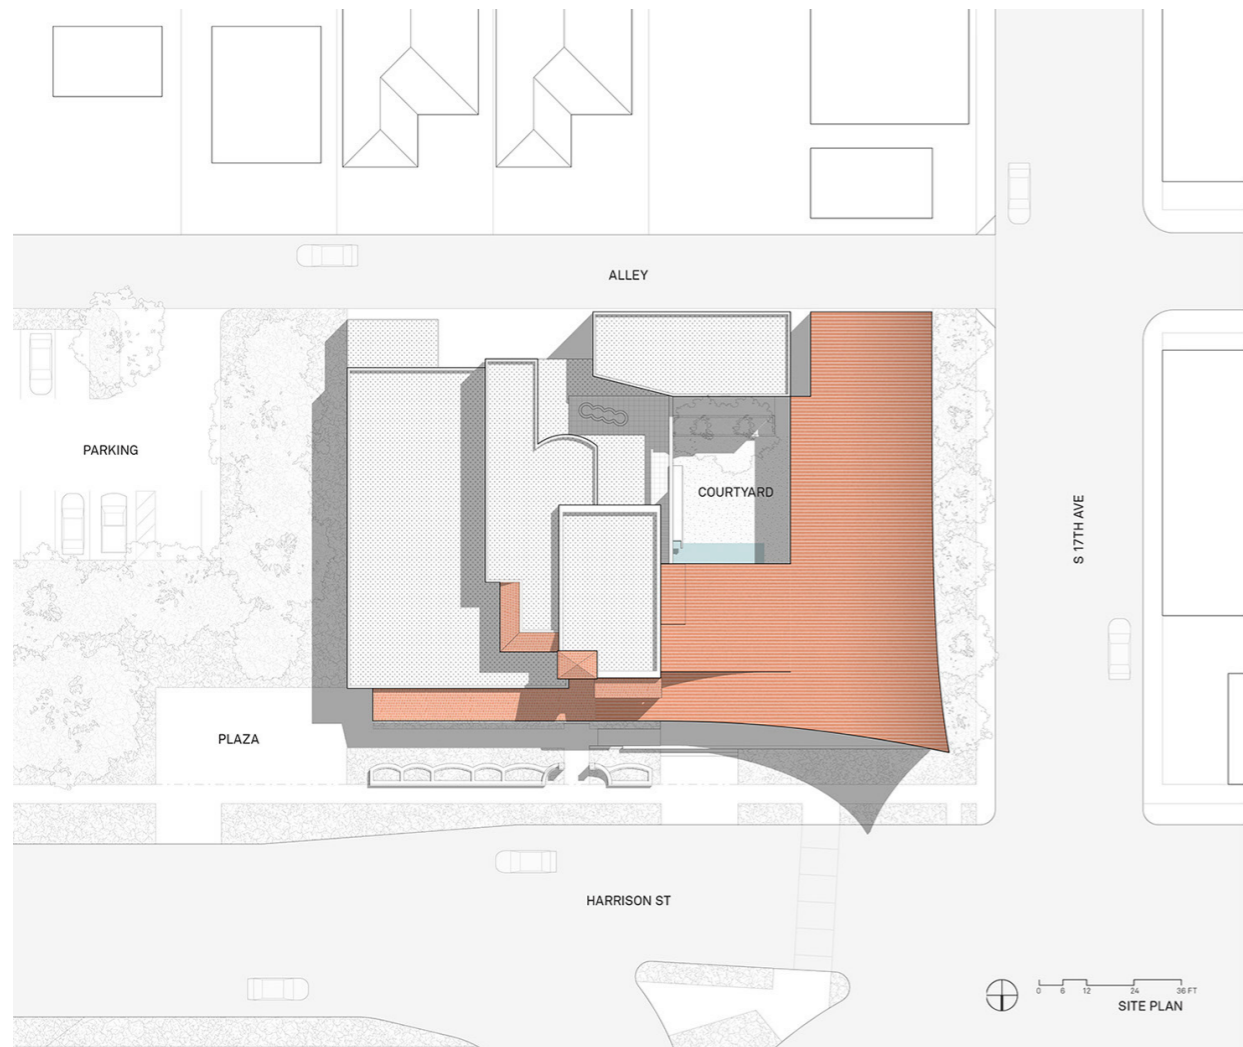 ALLEY
PARKING
COURTYARD
S 17TH AVE
PLAZA
HARRISON ST
0 6 12 24 36 FT
SITE PLAN